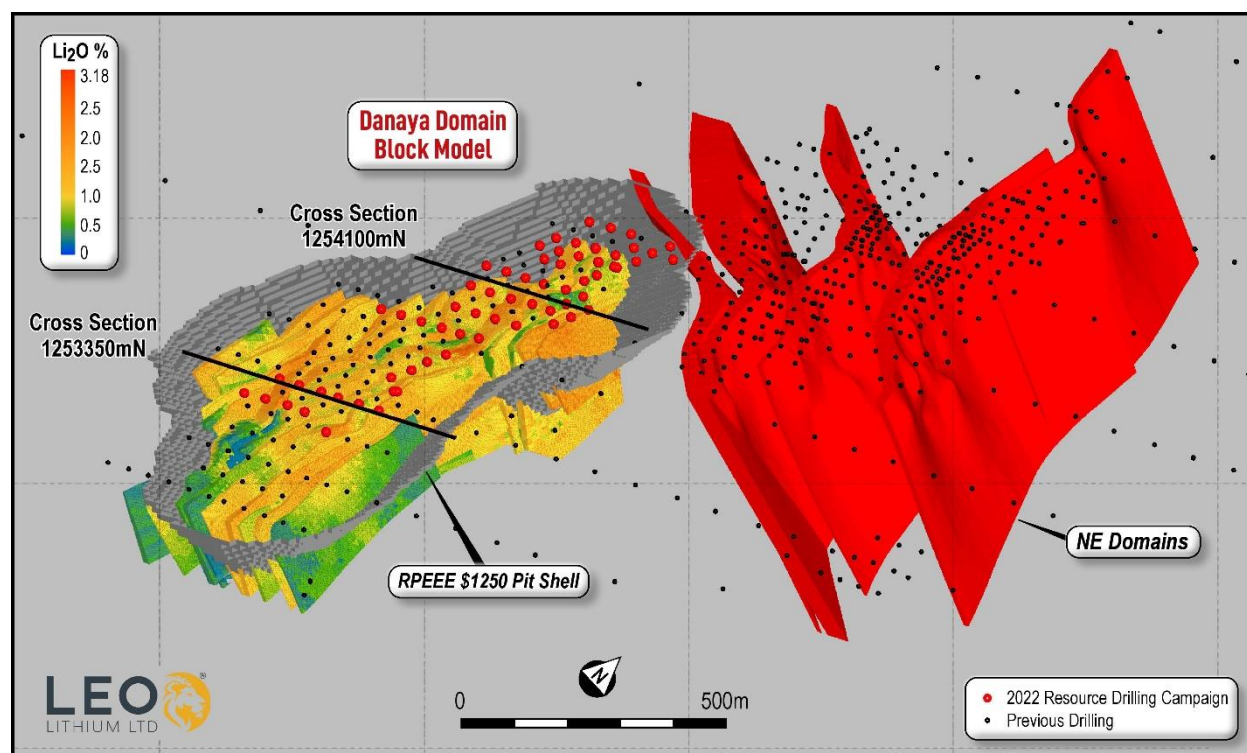 Li₂O %
3.18
2.5
2.0
1.0
0.5
0
Danaya Domain
Block Model
Cross Section
1254100mN
Cross Section
1253350mN
RPEEE $1250 Pit Shell
NE Domains
N
0 500m
LEO
LITHIUM LTD
®
2022 Resource Drilling Campaign
Previous Drilling